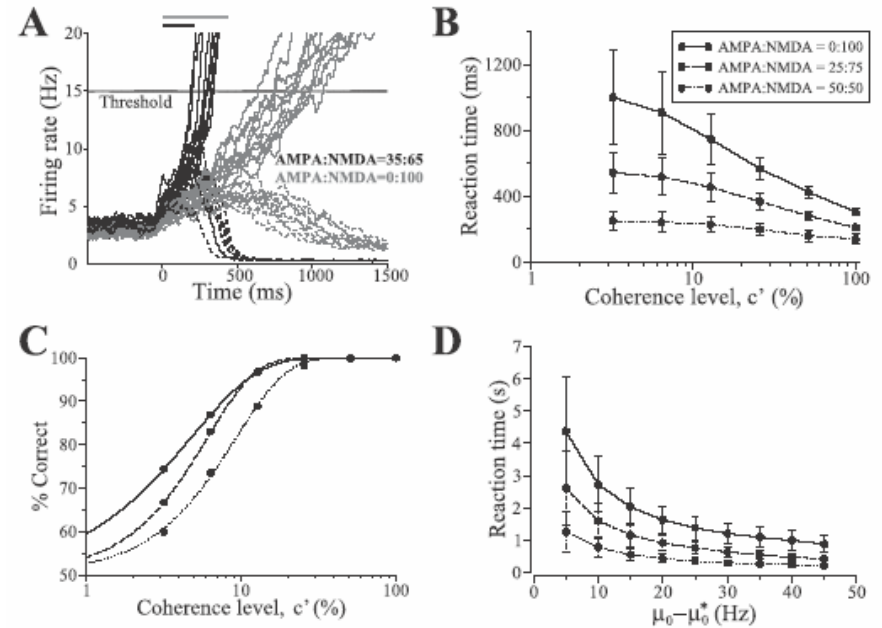 A
20
15
10
5
0
Firing rate (Hz)
Threshold
AMPA:NMDA=35:65
AMPA:NMDA=0:100
0
500
1000
1500
Time (ms)
B
1200
800
400
0
Reaction time (ms)
AMPA:NMDA = 0:100
AMPA:NMDA = 25:75
AMPA:NMDA = 50:50
1
10
100
Coherence level, c' (%)
C
100
90
80
70
60
50
% Correct
1
10
100
Coherence level, c' (%)
D
7
6
5
4
3
2
1
0
Reaction time (s)
0
10
20
30
40
50
μ₀–μ₀* (Hz)